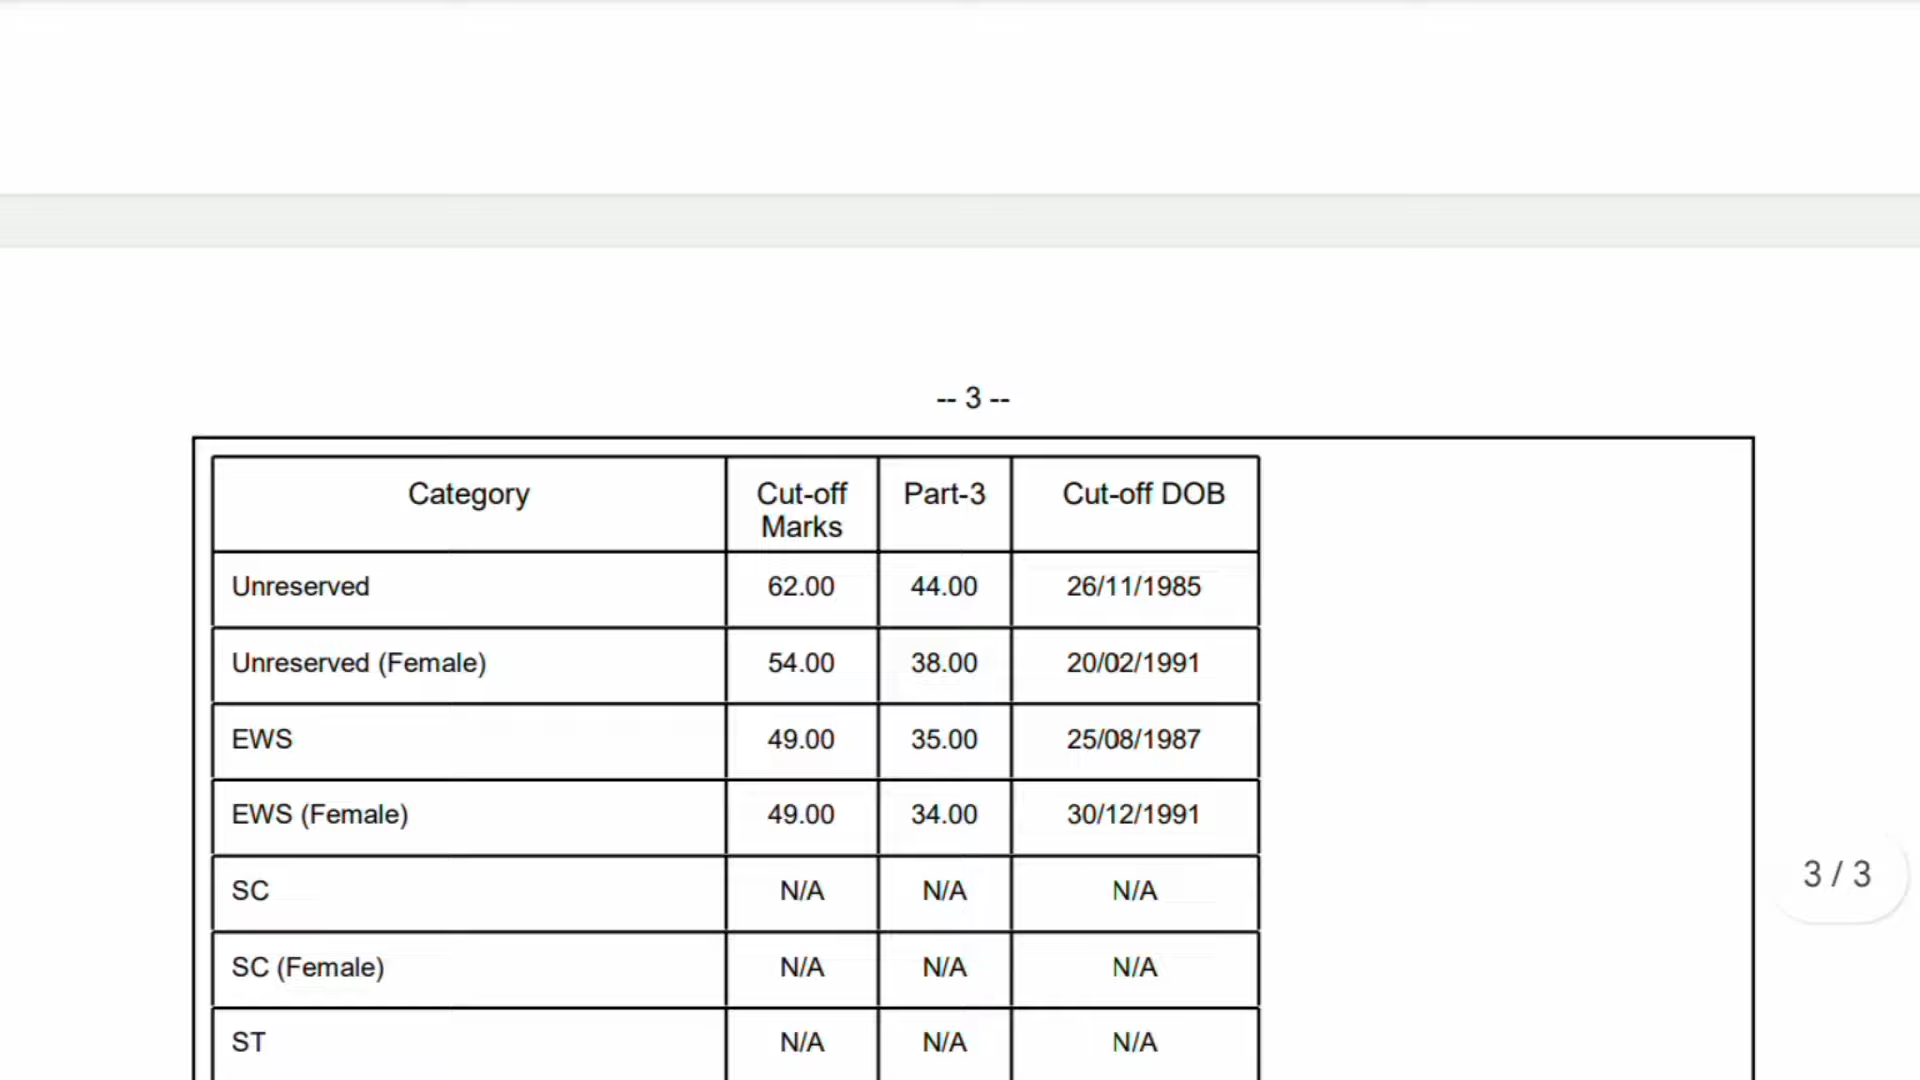 -- 3 --
Category Cut-off Marks Part-3 Cut-off DOB
Unreserved 62.00 44.00 26/11/1985
Unreserved (Female) 54.00 38.00 20/02/1991
EWS 49.00 35.00 25/08/1987
EWS (Female) 49.00 34.00 30/12/1991
SC N/A N/A N/A
3 / 3
SC (Female) N/A N/A N/A
ST N/A N/A N/A